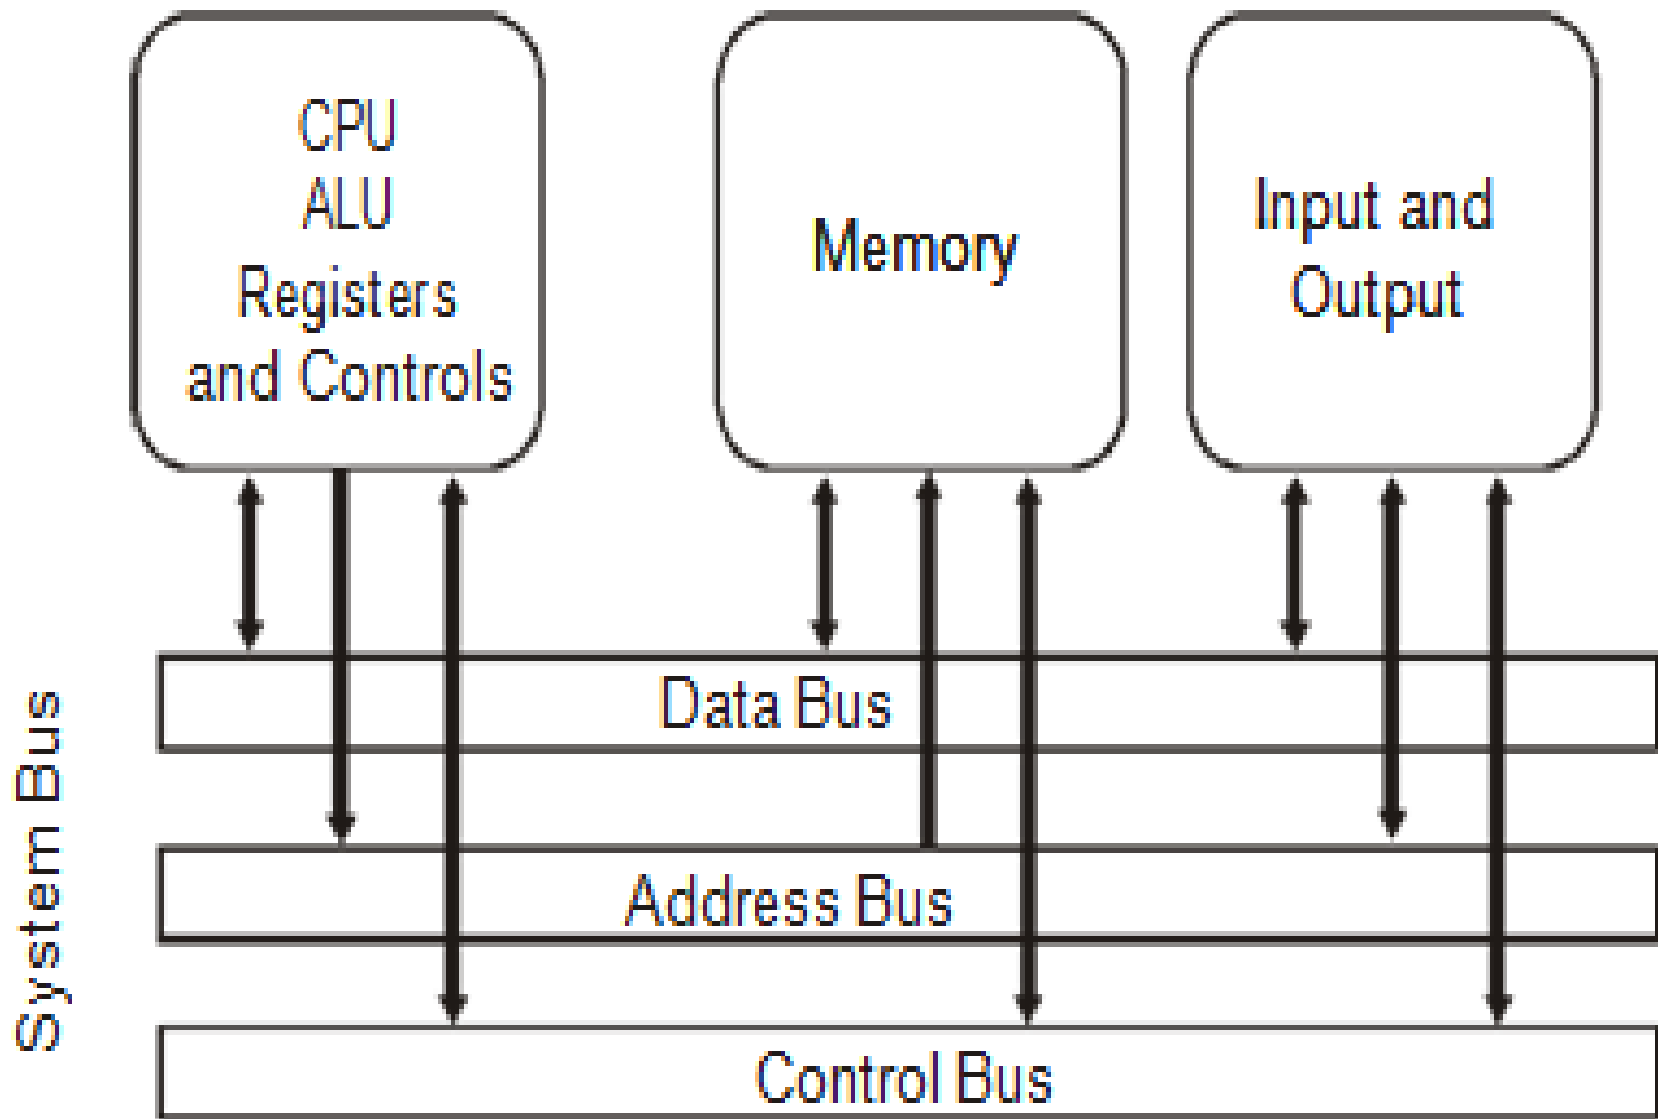 CPU
ALU
Registers
and Controls
Memory
Input and
Output
System Bus
Data Bus
Address Bus
Control Bus